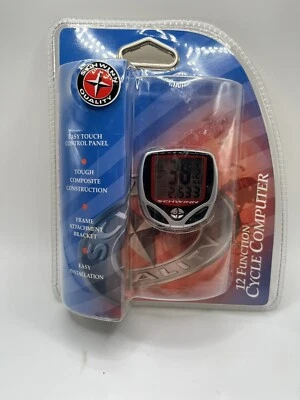 SCHWINN
QUALITY
EASY TOUCH
CONTROL PANEL
TOUGH
COMPOSITE
CONSTRUCTION
FRAME
ATTACHMENT
BRACKET
EASY
INSTALLATION
SCHWINN
ALITY
12 FUNCTION
CYCLE COMPUTER